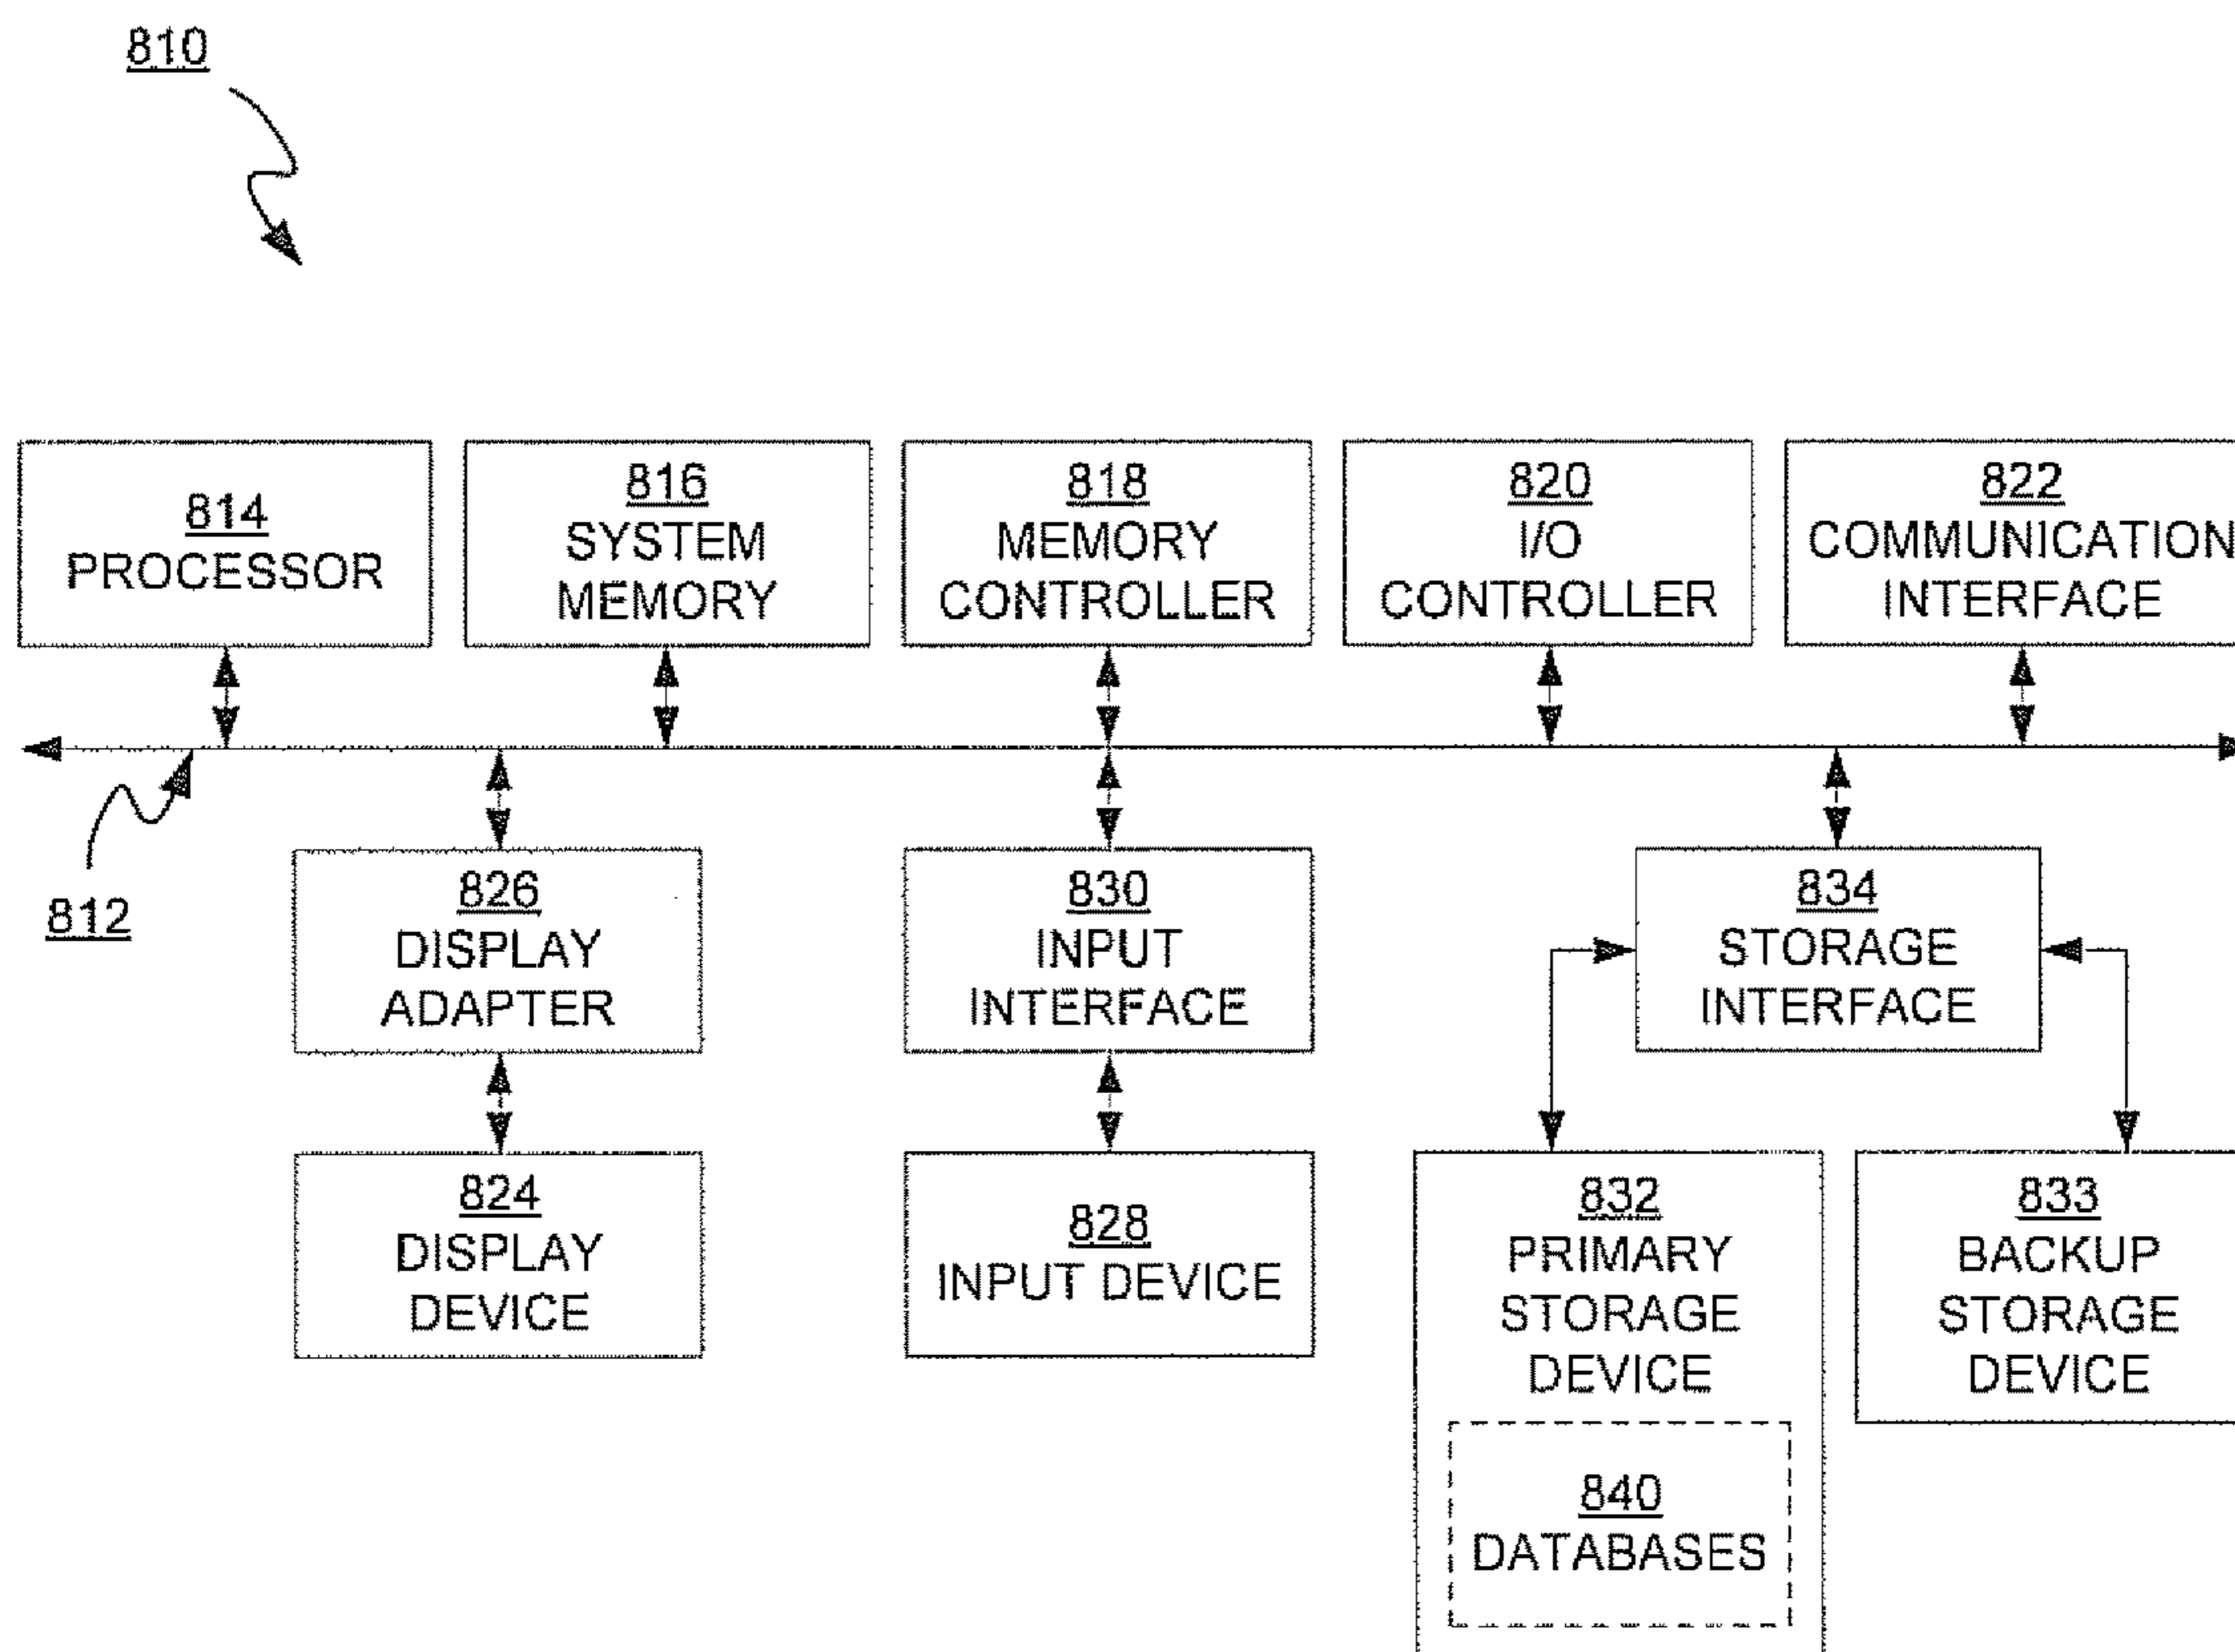 810
814
PROCESSOR
816
SYSTEM
MEMORY
818
MEMORY
CONTROLLER
820
I/O
CONTROLLER
822
COMMUNICATION
INTERFACE
812
826
DISPLAY
ADAPTER
830
INPUT
INTERFACE
834
STORAGE
INTERFACE
824
DISPLAY
DEVICE
828
INPUT DEVICE
832
PRIMARY
STORAGE
DEVICE
833
BACKUP
STORAGE
DEVICE
840
DATABASES